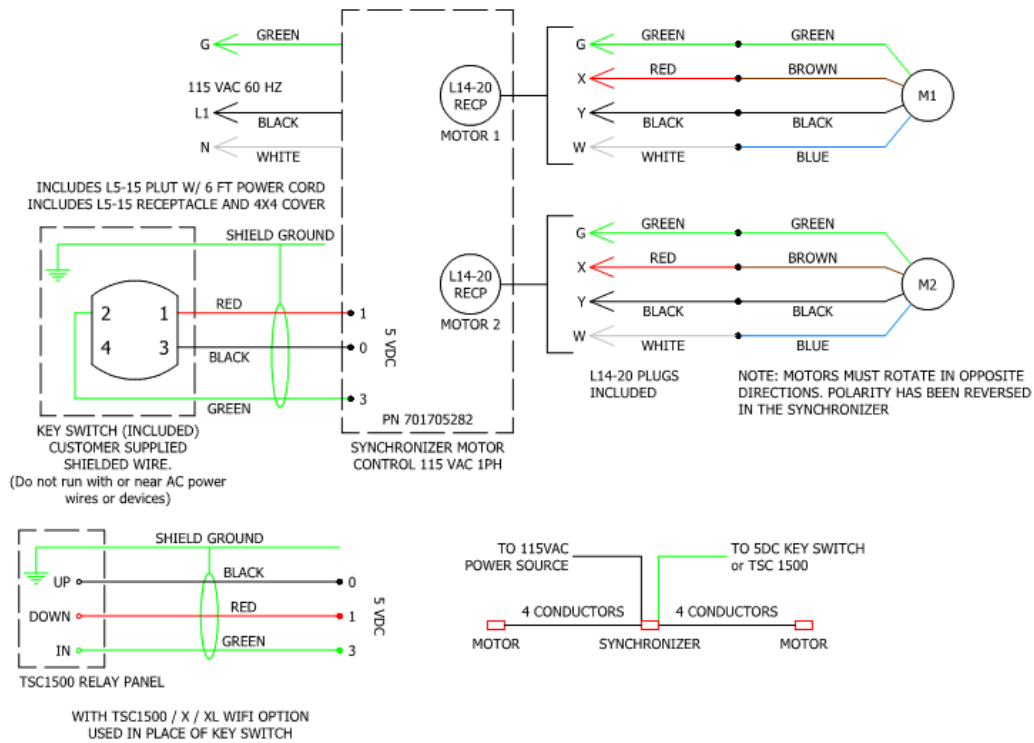 G
GREEN
115 VAC 60 HZ
L1
BLACK
N
WHITE
INCLUDES L5-15 PLUT W/ 6 FT POWER CORD
INCLUDES L5-15 RECEPTACLE AND 4X4 COVER
L14-20
RECP
MOTOR 1
G
GREEN
GREEN
X
RED
BROWN
Y
BLACK
BLACK
W
WHITE
BLUE
M1
L14-20
RECP
MOTOR 2
G
GREEN
GREEN
X
RED
BROWN
Y
BLACK
BLACK
W
WHITE
BLUE
M2
L14-20 PLUGS
INCLUDED
NOTE: MOTORS MUST ROTATE IN OPPOSITE
DIRECTIONS. POLARITY HAS BEEN REVERSED
IN THE SYNCHRONIZER
SHIELD GROUND
2
1
4
3
RED
BLACK
GREEN
1
0
3
5 VDC
PN 701705282
SYNCHRONIZER MOTOR
CONTROL 115 VAC 1PH
KEY SWITCH (INCLUDED)
CUSTOMER SUPPLIED
SHIELDED WIRE.
(Do not run with or near AC power
wires or devices)
SHIELD GROUND
UP
BLACK
0
DOWN
RED
1
IN
GREEN
3
5 VDC
TSC1500 RELAY PANEL
WITH TSC1500 / X / XL WIFI OPTION
USED IN PLACE OF KEY SWITCH
TO 115VAC
POWER SOURCE
TO 5DC KEY SWITCH
or TSC 1500
4 CONDUCTORS
4 CONDUCTORS
MOTOR
SYNCHRONIZER
MOTOR